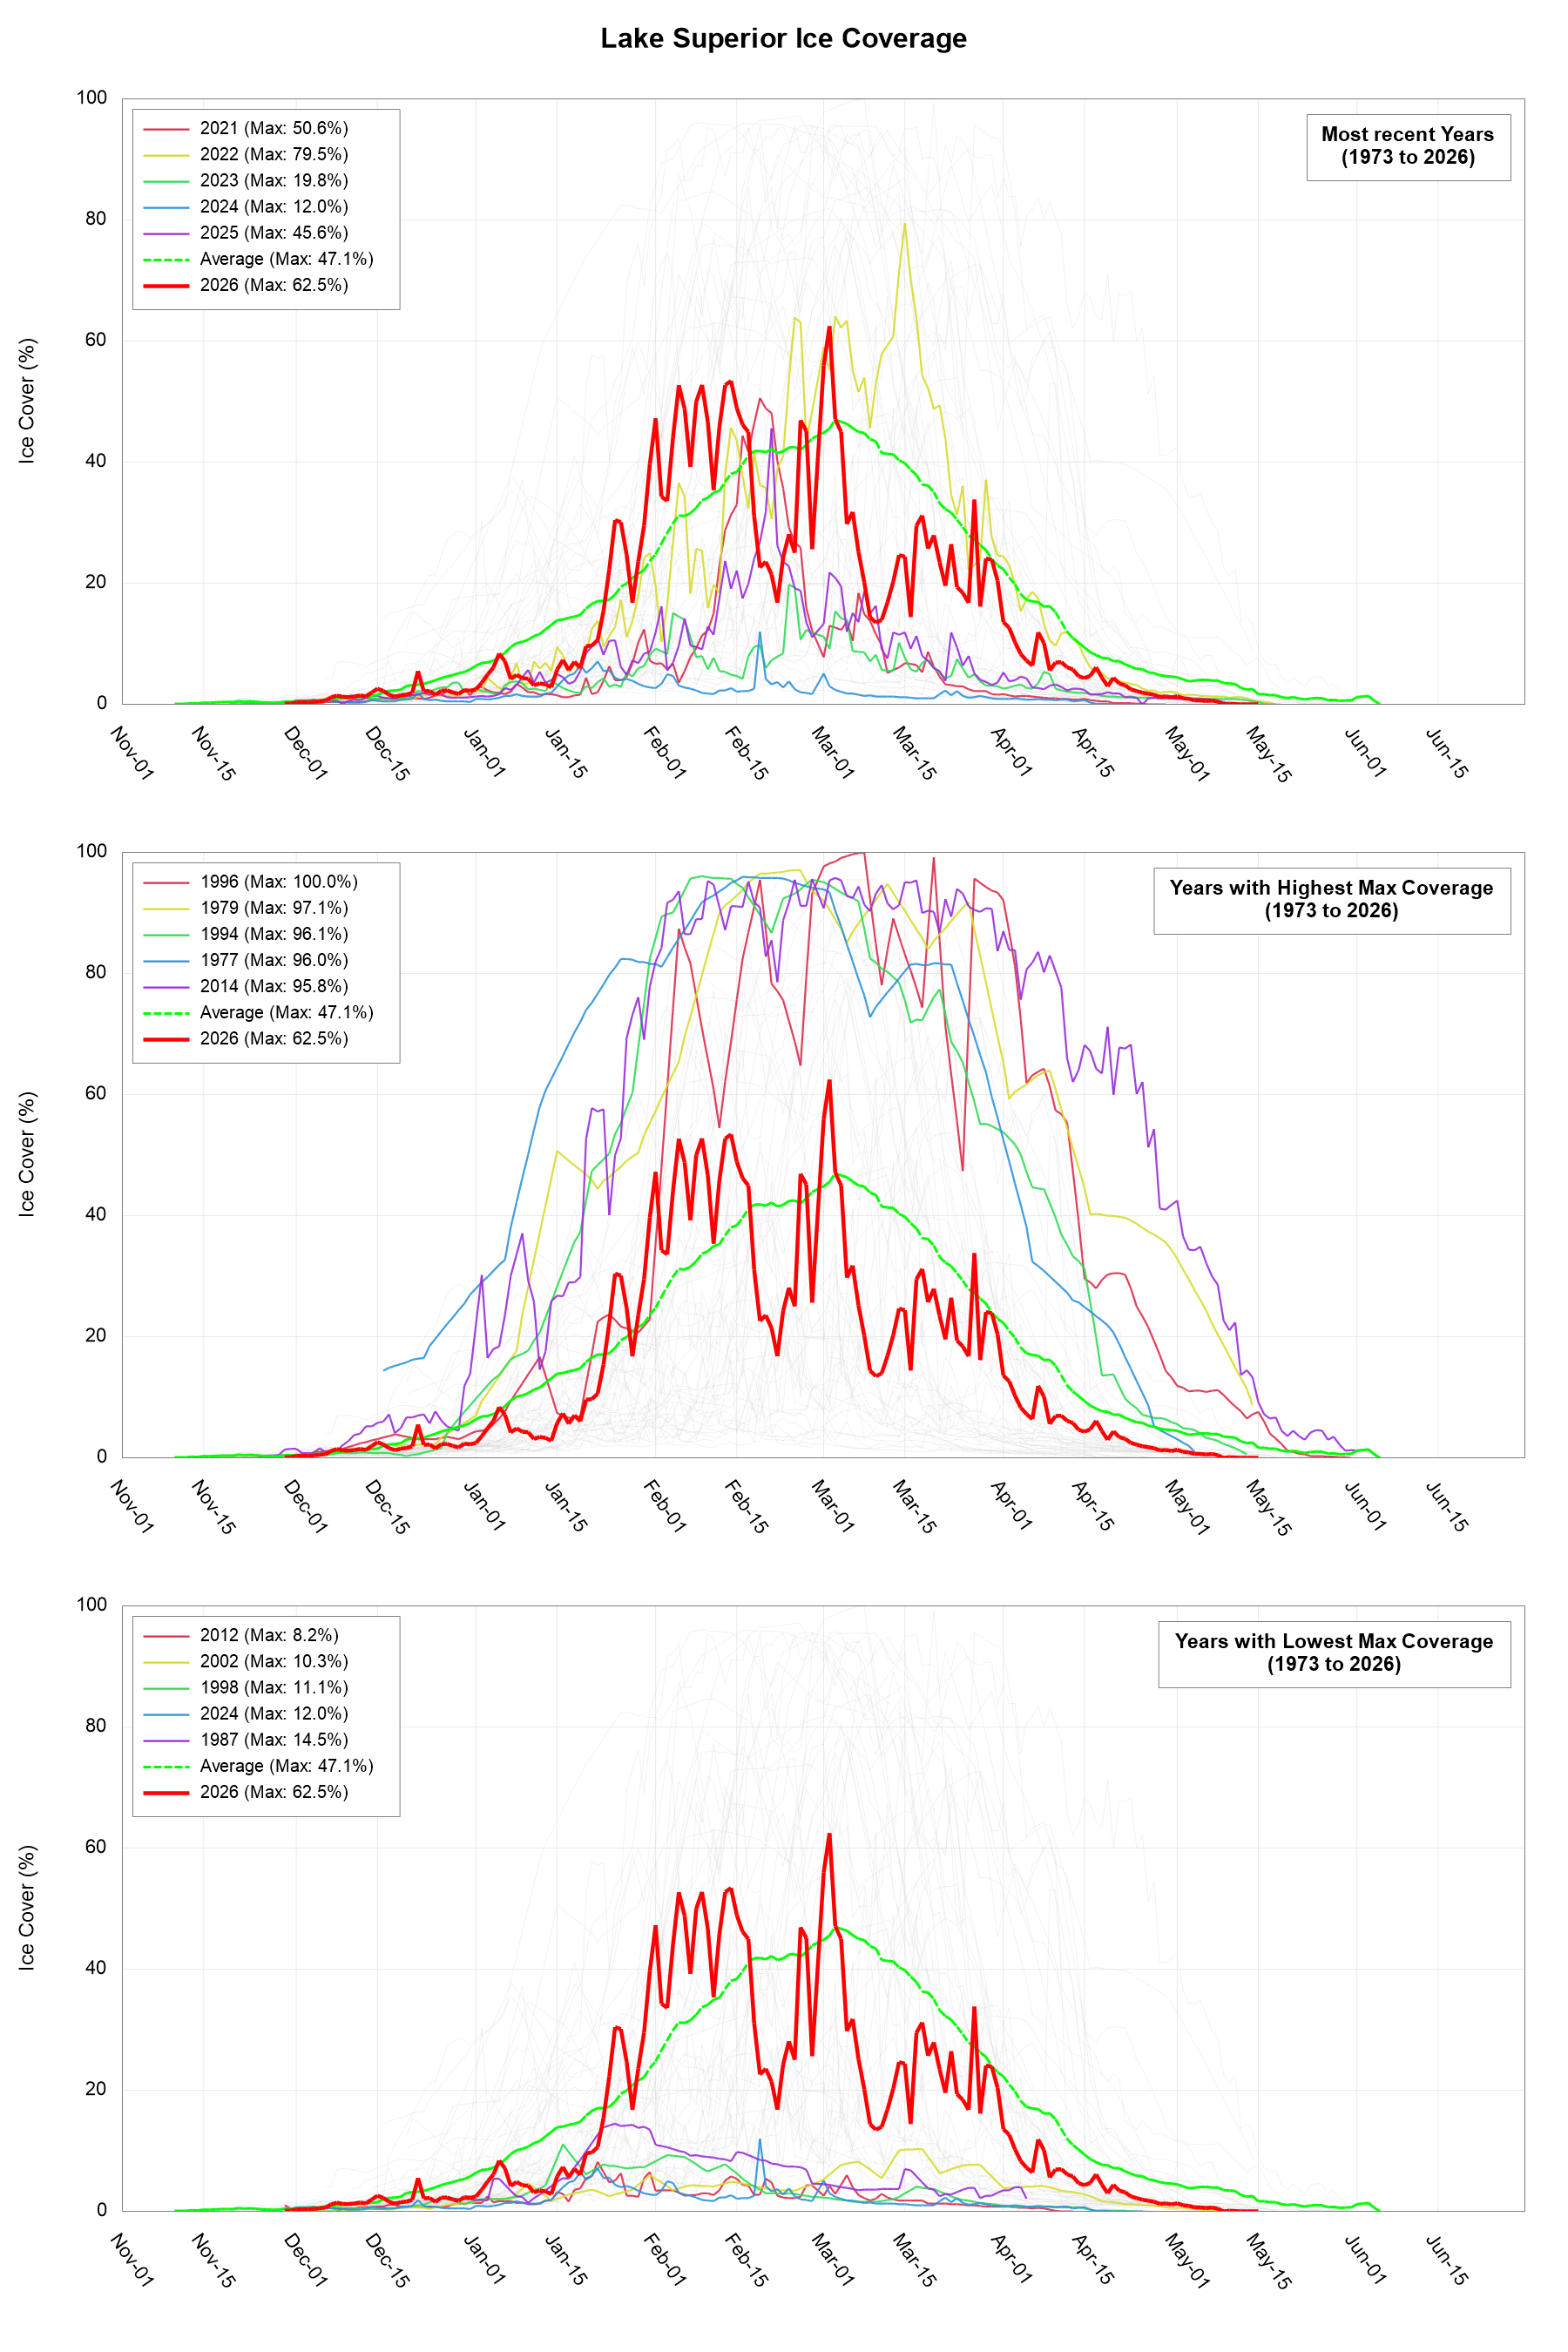 Lake Superior Ice Coverage
Ice Cover (%)
100
80
60
40
20
0
2021 (Max: 50.6%)
2022 (Max: 79.5%)
2023 (Max: 19.8%)
2024 (Max: 12.0%)
2025 (Max: 45.6%)
Average (Max: 47.1%)
2026 (Max: 62.5%)
Most recent Years
(1973 to 2026)
Nov-01
Nov-15
Dec-01
Dec-15
Jan-01
Jan-15
Feb-01
Feb-15
Mar-01
Mar-15
Apr-01
Apr-15
May-01
May-15
Jun-01
Jun-15
Ice Cover (%)
100
80
60
40
20
0
1996 (Max: 100.0%)
1979 (Max: 97.1%)
1994 (Max: 96.1%)
1977 (Max: 96.0%)
2014 (Max: 95.8%)
Average (Max: 47.1%)
2026 (Max: 62.5%)
Years with Highest Max Coverage
(1973 to 2026)
Nov-01
Nov-15
Dec-01
Dec-15
Jan-01
Jan-15
Feb-01
Feb-15
Mar-01
Mar-15
Apr-01
Apr-15
May-01
May-15
Jun-01
Jun-15
Ice Cover (%)
100
80
60
40
20
0
2012 (Max: 8.2%)
2002 (Max: 10.3%)
1998 (Max: 11.1%)
2024 (Max: 12.0%)
1987 (Max: 14.5%)
Average (Max: 47.1%)
2026 (Max: 62.5%)
Years with Lowest Max Coverage
(1973 to 2026)
Nov-01
Nov-15
Dec-01
Dec-15
Jan-01
Jan-15
Feb-01
Feb-15
Mar-01
Mar-15
Apr-01
Apr-15
May-01
May-15
Jun-01
Jun-15